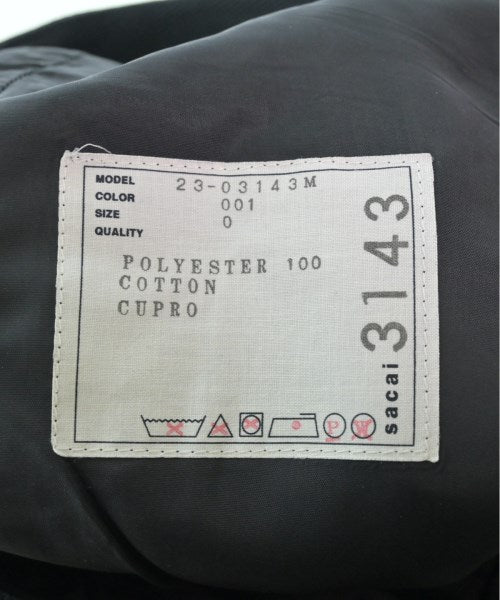 MODEL 23-03143M
COLOR 001
SIZE 0
QUALITY
POLYESTER 100
COTTON
CUPRO
P W
sacai 3143